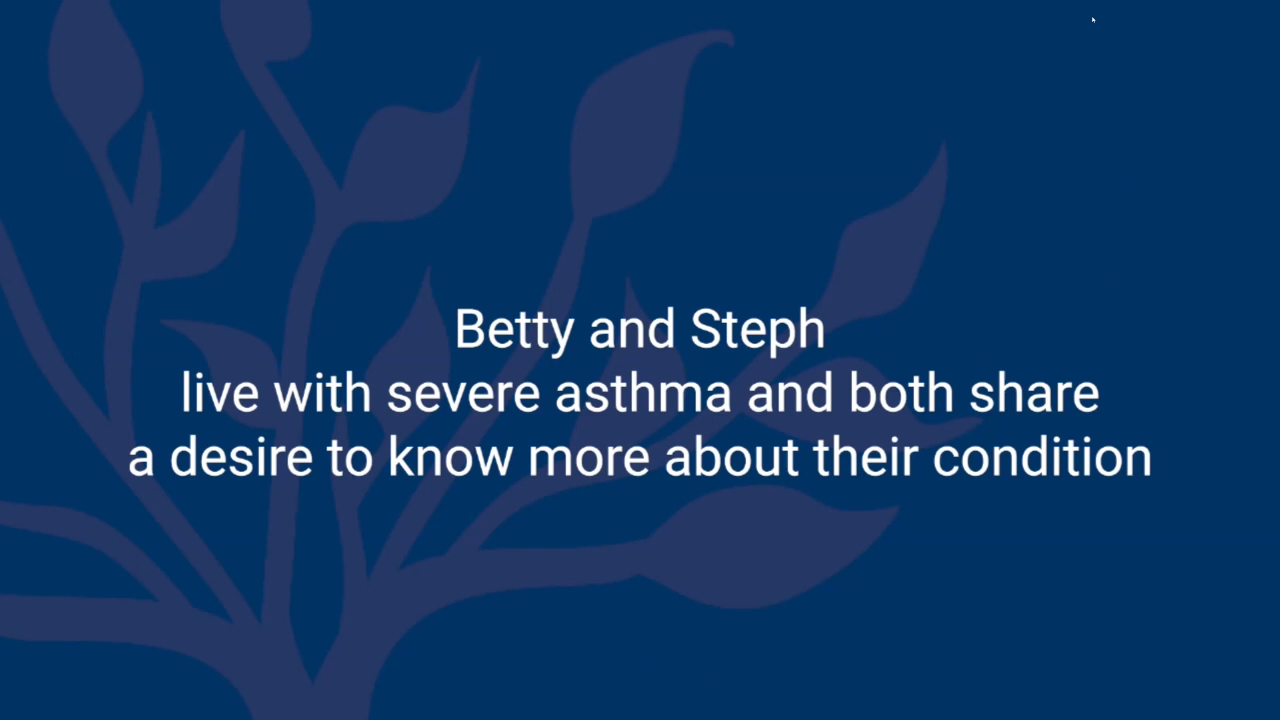 Betty and Steph
live with severe asthma and both share
a desire to know more about their condition